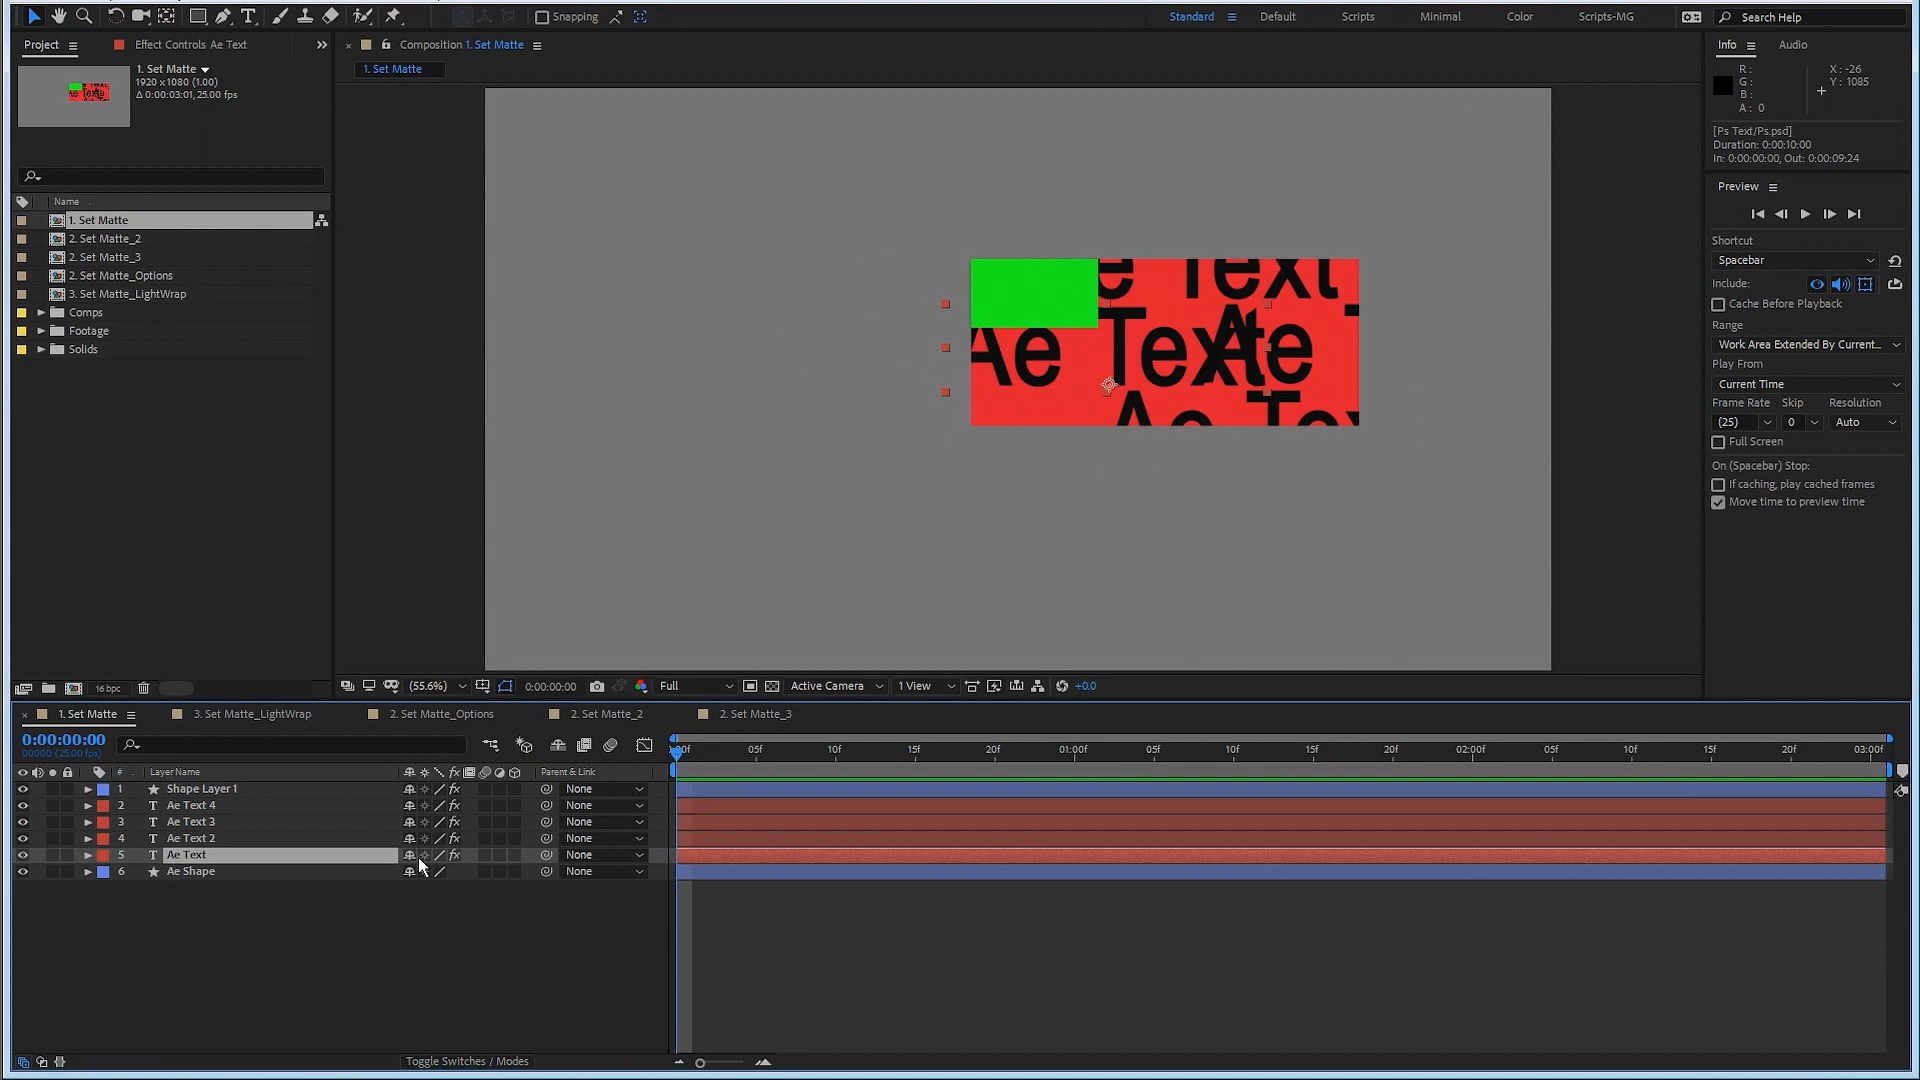 Snapping
Standard
Default
Scripts
Minimal
Color
Scripts-MG
Search Help
Project
Effect Controls Ae Text
Composition 1. Set Matte
Info
Audio
1. Set Matte
1920 x 1080 (1.00)
Δ 0:00:03:01, 25.00 fps
1. Set Matte
R :
G :
B :
A : 0
X : -26
Y : 1085
[Ps Text/Ps.psd]
Duration: 0:00:10:00
In: 0:00:00:00, Out: 0:00:09:24
Preview
Name
1. Set Matte
2. Set Matte_2
2. Set Matte_3
2. Set Matte_Options
3. Set Matte_LightWrap
Comps
Footage
Solids
Shortcut
Spacebar
Include:
Cache Before Playback
Range
Work Area Extended By Current...
Play From
Current Time
Frame Rate Skip Resolution
(25) 0 Auto
Full Screen
On (Spacebar) Stop:
If caching, play cached frames
Move time to preview time
e Text
Ae Text
Ae
Ae Te
16 bpc
(55.6%)
0:00:00:00
Full
Active Camera
1 View
+0.0
1. Set Matte
3. Set Matte_LightWrap
2. Set Matte_Options
2. Set Matte_2
2. Set Matte_3
0:00:00:00
00000 (25.00 fps)
:00f 05f 10f 15f 20f 01:00f 05f 10f 15f 20f 02:00f 05f 10f 15f 20f 03:00f
# Layer Name fx Parent & Link
1 Shape Layer 1 fx None
2 T Ae Text 4 fx None
3 T Ae Text 3 fx None
4 T Ae Text 2 fx None
5 T Ae Text fx None
6 Ae Shape None
Toggle Switches / Modes